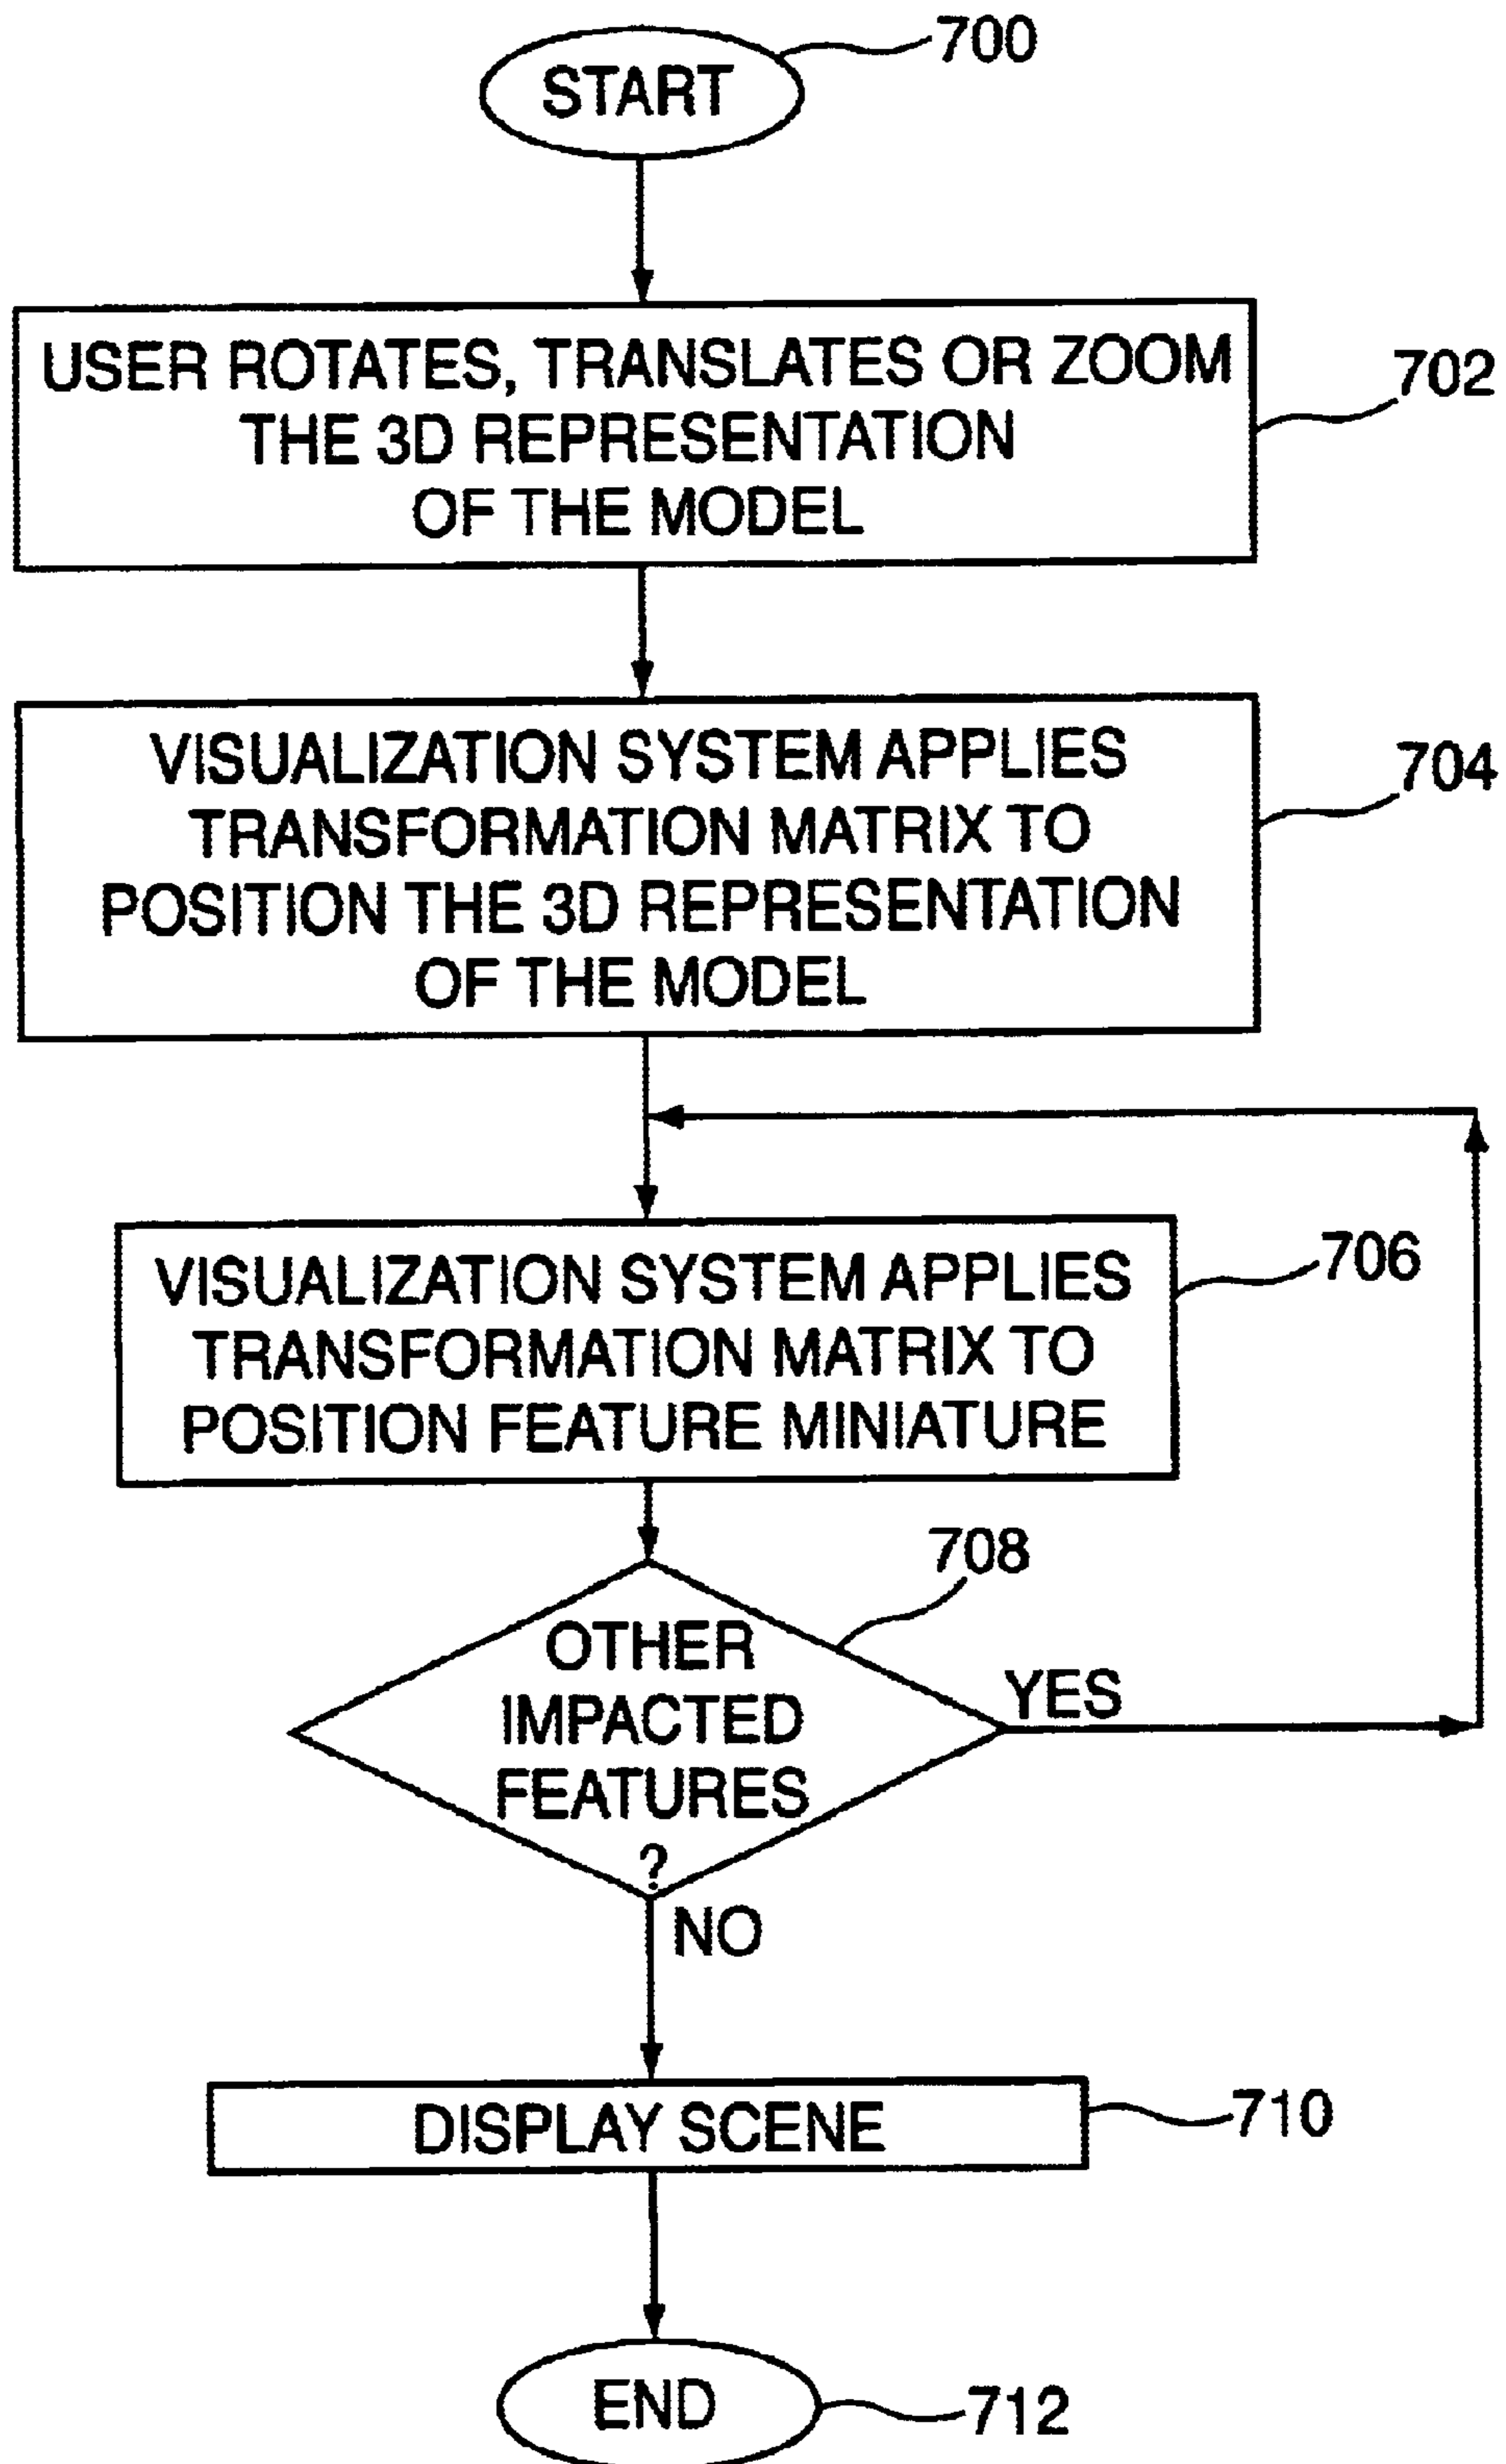 START
700
USER ROTATES, TRANSLATES OR ZOOM
THE 3D REPRESENTATION
OF THE MODEL
702
VISUALIZATION SYSTEM APPLIES
TRANSFORMATION MATRIX TO
POSITION THE 3D REPRESENTATION
OF THE MODEL
704
VISUALIZATION SYSTEM APPLIES
TRANSFORMATION MATRIX TO
POSITION FEATURE MINIATURE
706
708
OTHER
IMPACTED
FEATURES
?
YES
NO
DISPLAY SCENE
710
END
712